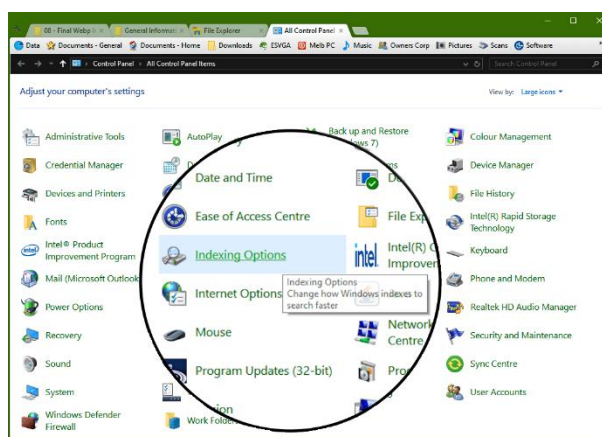 00 - Final Webp
General Informati
File Explorer
All Control Panel
Data Documents - General Documents - Home Downloads ESVGA Melb PC Music Owners Corp Pictures Scans Software
Control Panel › All Control Panel Items
Search Control Panel
Adjust your computer's settings
View by: Large icons
Administrative Tools
AutoPlay
Back up and Restore
Colour Management
Credential Manager
Date and Time
Device Manager
Devices and Printers
Ease of Access Centre
File Exp
File History
Fonts
Indexing Options
Intel(R)
Improvem
Intel(R) Rapid Storage
Technology
Intel® Product
Improvement Program
Keyboard
Indexing Options
Change how Windows indexes to
search faster
Mail (Microsoft Outlook
Internet Options
Phone and Modem
Power Options
Mouse
Network
Centre
Realtek HD Audio Manager
Recovery
Security and Maintenance
Sound
Program Updates (32-bit)
Sync Centre
System
User Accounts
Windows Defender
Firewall
Work Folders